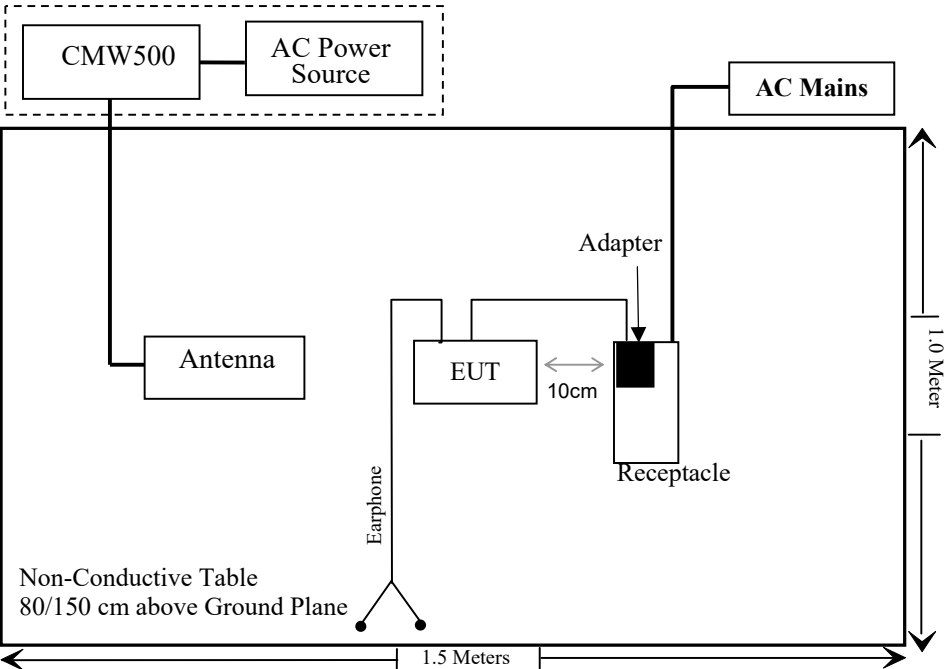 CMW500
AC Power
Source
AC Mains
Adapter
Antenna
EUT
10cm
Receptacle
Earphone
Non-Conductive Table
80/150 cm above Ground Plane
1.0 Meter
1.5 Meters